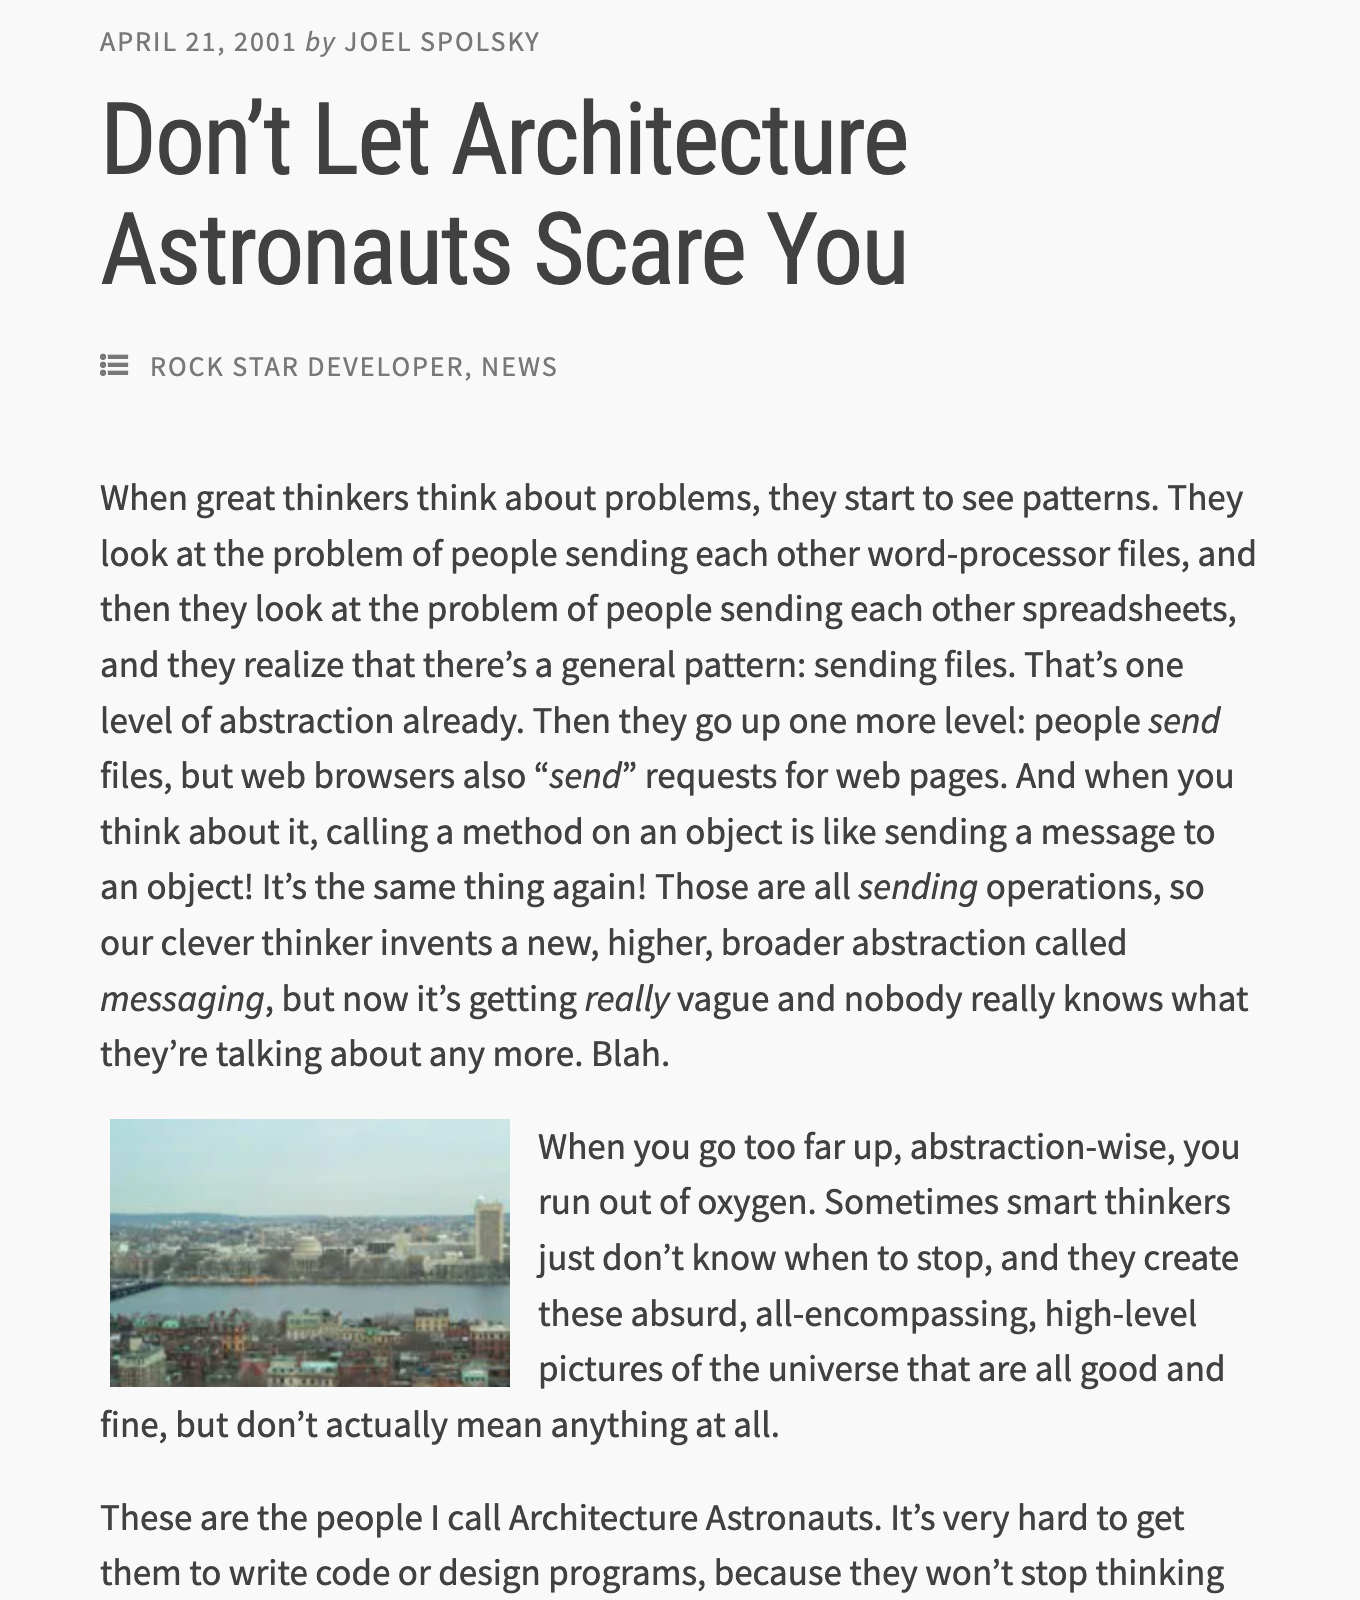 APRIL 21, 2001 by JOEL SPOLSKY
Don’t Let Architecture
Astronauts Scare You
ROCK STAR DEVELOPER, NEWS
When great thinkers think about problems, they start to see patterns. They
look at the problem of people sending each other word-processor files, and
then they look at the problem of people sending each other spreadsheets,
and they realize that there’s a general pattern: sending files. That’s one
level of abstraction already. Then they go up one more level: people send
files, but web browsers also “send” requests for web pages. And when you
think about it, calling a method on an object is like sending a message to
an object! It’s the same thing again! Those are all sending operations, so
our clever thinker invents a new, higher, broader abstraction called
messaging, but now it’s getting really vague and nobody really knows what
they’re talking about any more. Blah.
When you go too far up, abstraction-wise, you
run out of oxygen. Sometimes smart thinkers
just don’t know when to stop, and they create
these absurd, all-encompassing, high-level
pictures of the universe that are all good and
fine, but don’t actually mean anything at all.
These are the people I call Architecture Astronauts. It’s very hard to get
them to write code or design programs, because they won’t stop thinking